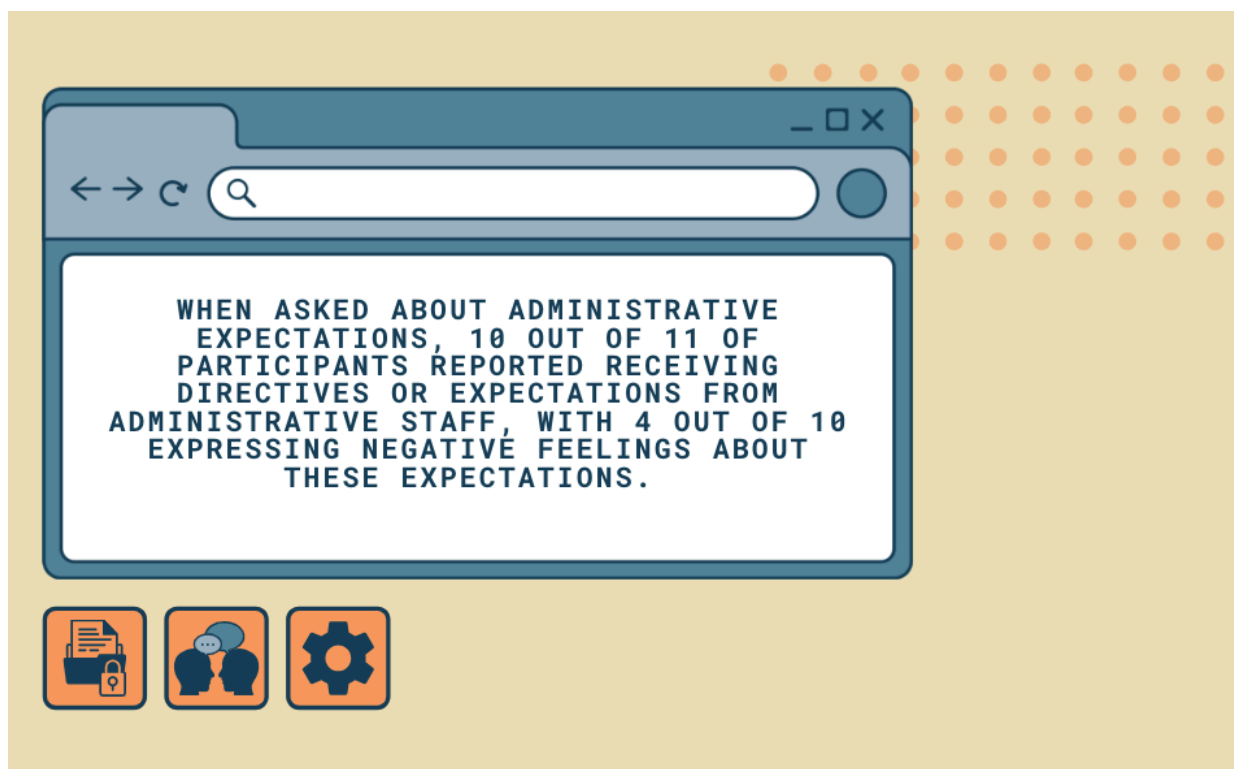 WHEN ASKED ABOUT ADMINISTRATIVE
EXPECTATIONS, 10 OUT OF 11 OF
PARTICIPANTS REPORTED RECEIVING
DIRECTIVES OR EXPECTATIONS FROM
ADMINISTRATIVE STAFF, WITH 4 OUT OF 10
EXPRESSING NEGATIVE FEELINGS ABOUT
THESE EXPECTATIONS.